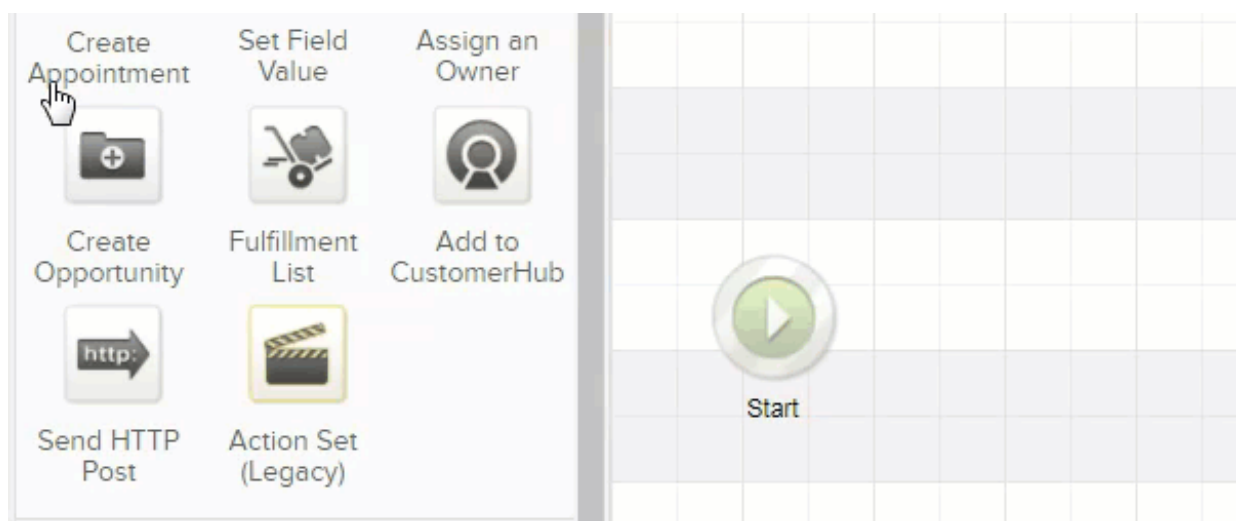 Create
Appointment
Set Field
Value
Assign an
Owner
Create
Opportunity
Fulfillment
List
Add to
CustomerHub
http:
Send HTTP
Post
Action Set
(Legacy)
Start